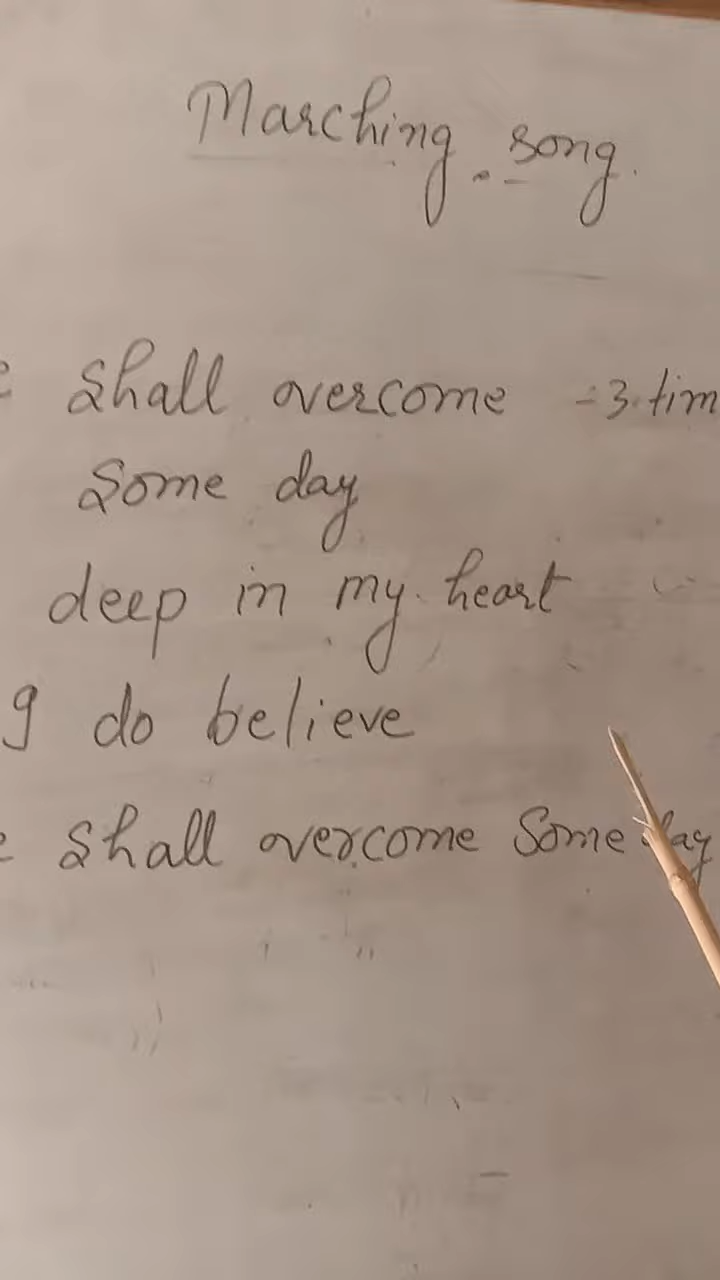 Marching song.
e shall overcome - 3 tim
Some day
deep in my heart
I do believe
e shall overcome Some day